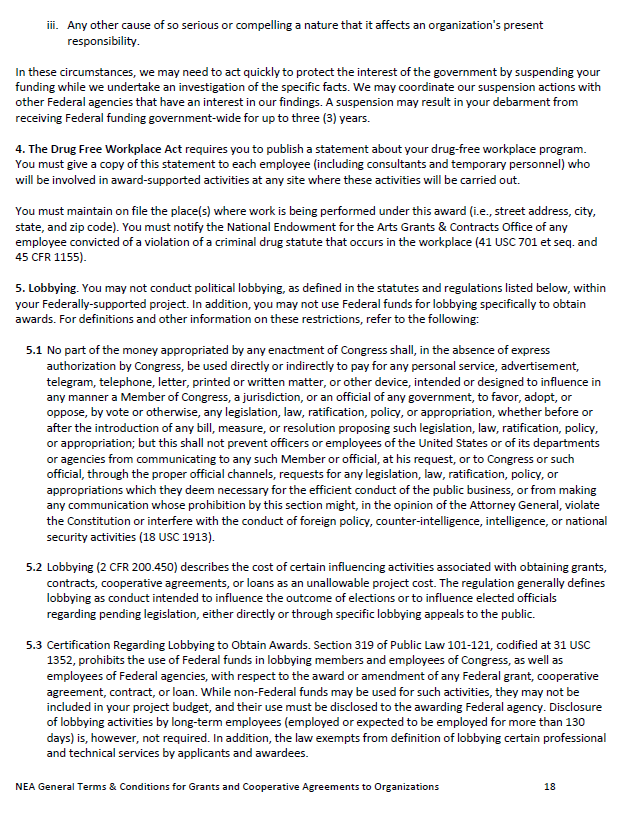 iii. Any other cause of so serious or compelling a nature that it affects an organization's present
responsibility.
In these circumstances, we may need to act quickly to protect the interest of the government by suspending your
funding while we undertake an investigation of the specific facts. We may coordinate our suspension actions with
other Federal agencies that have an interest in our findings. A suspension may result in your debarment from
receiving Federal funding government-wide for up to three (3) years.
4. The Drug Free Workplace Act requires you to publish a statement about your drug-free workplace program.
You must give a copy of this statement to each employee (including consultants and temporary personnel) who
will be involved in award-supported activities at any site where these activities will be carried out.
You must maintain on file the place(s) where work is being performed under this award (i.e., street address, city,
state, and zip code). You must notify the National Endowment for the Arts Grants & Contracts Office of any
employee convicted of a violation of a criminal drug statute that occurs in the workplace (41 USC 701 et seq. and
45 CFR 1155).
5. Lobbying. You may not conduct political lobbying, as defined in the statutes and regulations listed below, within
your Federally-supported project. In addition, you may not use Federal funds for lobbying specifically to obtain
awards. For definitions and other information on these restrictions, refer to the following:
5.1 No part of the money appropriated by any enactment of Congress shall, in the absence of express
authorization by Congress, be used directly or indirectly to pay for any personal service, advertisement,
telegram, telephone, letter, printed or written matter, or other device, intended or designed to influence in
any manner a Member of Congress, a jurisdiction, or an official of any government, to favor, adopt, or
oppose, by vote or otherwise, any legislation, law, ratification, policy, or appropriation, whether before or
after the introduction of any bill, measure, or resolution proposing such legislation, law, ratification, policy,
or appropriation; but this shall not prevent officers or employees of the United States or of its departments
or agencies from communicating to any such Member or official, at his request, or to Congress or such
official, through the proper official channels, requests for any legislation, law, ratification, policy, or
appropriations which they deem necessary for the efficient conduct of the public business, or from making
any communication whose prohibition by this section might, in the opinion of the Attorney General, violate
the Constitution or interfere with the conduct of foreign policy, counter-intelligence, intelligence, or national
security activities (18 USC 1913).
5.2 Lobbying (2 CFR 200.450) describes the cost of certain influencing activities associated with obtaining grants,
contracts, cooperative agreements, or loans as an unallowable project cost. The regulation generally defines
lobbying as conduct intended to influence the outcome of elections or to influence elected officials
regarding pending legislation, either directly or through specific lobbying appeals to the public.
5.3 Certification Regarding Lobbying to Obtain Awards. Section 319 of Public Law 101-121, codified at 31 USC
1352, prohibits the use of Federal funds in lobbying members and employees of Congress, as well as
employees of Federal agencies, with respect to the award or amendment of any Federal grant, cooperative
agreement, contract, or loan. While non-Federal funds may be used for such activities, they may not be
included in your project budget, and their use must be disclosed to the awarding Federal agency. Disclosure
of lobbying activities by long-term employees (employed or expected to be employed for more than 130
days) is, however, not required. In addition, the law exempts from definition of lobbying certain professional
and technical services by applicants and awardees.
NEA General Terms & Conditions for Grants and Cooperative Agreements to Organizations 18